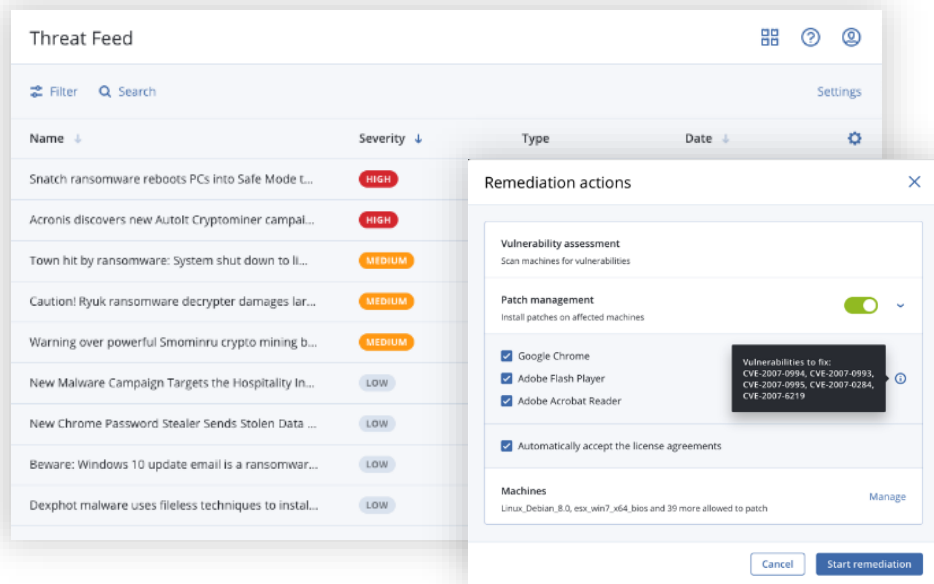 Threat Feed
Filter
Search
Settings
Name
Severity
Type
Date
Snatch ransomware reboots PCs into Safe Mode t...
HIGH
Acronis discovers new AutoIt Cryptominer campai...
HIGH
Town hit by ransomware: System shut down to li...
MEDIUM
Caution! Ryuk ransomware decrypter damages lar...
MEDIUM
Warning over powerful Smominru crypto mining b...
MEDIUM
New Malware Campaign Targets the Hospitality In...
LOW
New Chrome Password Stealer Sends Stolen Data ...
LOW
Beware: Windows 10 update email is a ransomwar...
LOW
Dexphot malware uses fileless techniques to instal...
LOW
Remediation actions
Vulnerability assessment
Scan machines for vulnerabilities
Patch management
Install patches on affected machines
Google Chrome
Adobe Flash Player
Adobe Acrobat Reader
Vulnerabilities to fix:
CVE-2007-0994, CVE-2007-0993,
CVE-2007-0995, CVE-2007-0284,
CVE-2007-6219
Automatically accept the license agreements
Machines
Linux_Debian_8.0, esx_win7_x64_bios and 39 more allowed to patch
Manage
Cancel
Start remediation